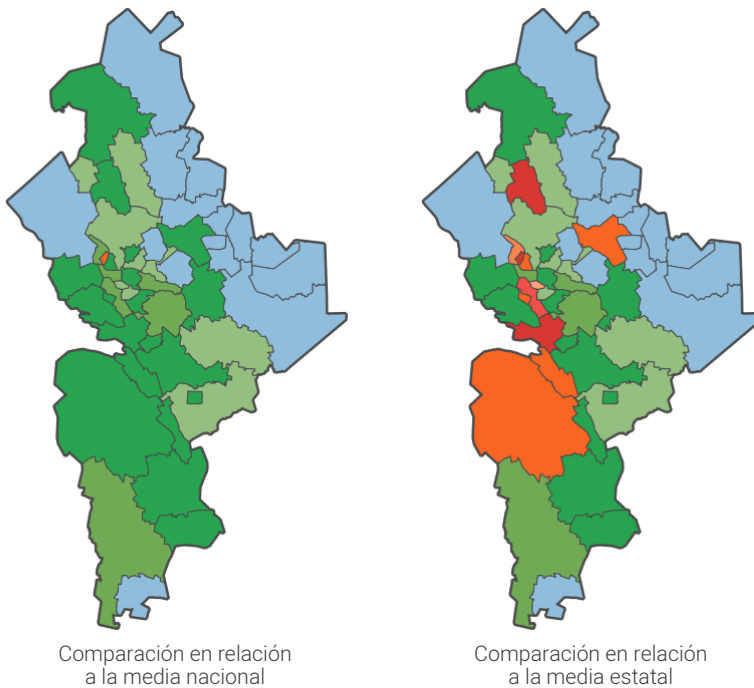 Comparación en relación
a la media nacional
Comparación en relación
a la media estatal